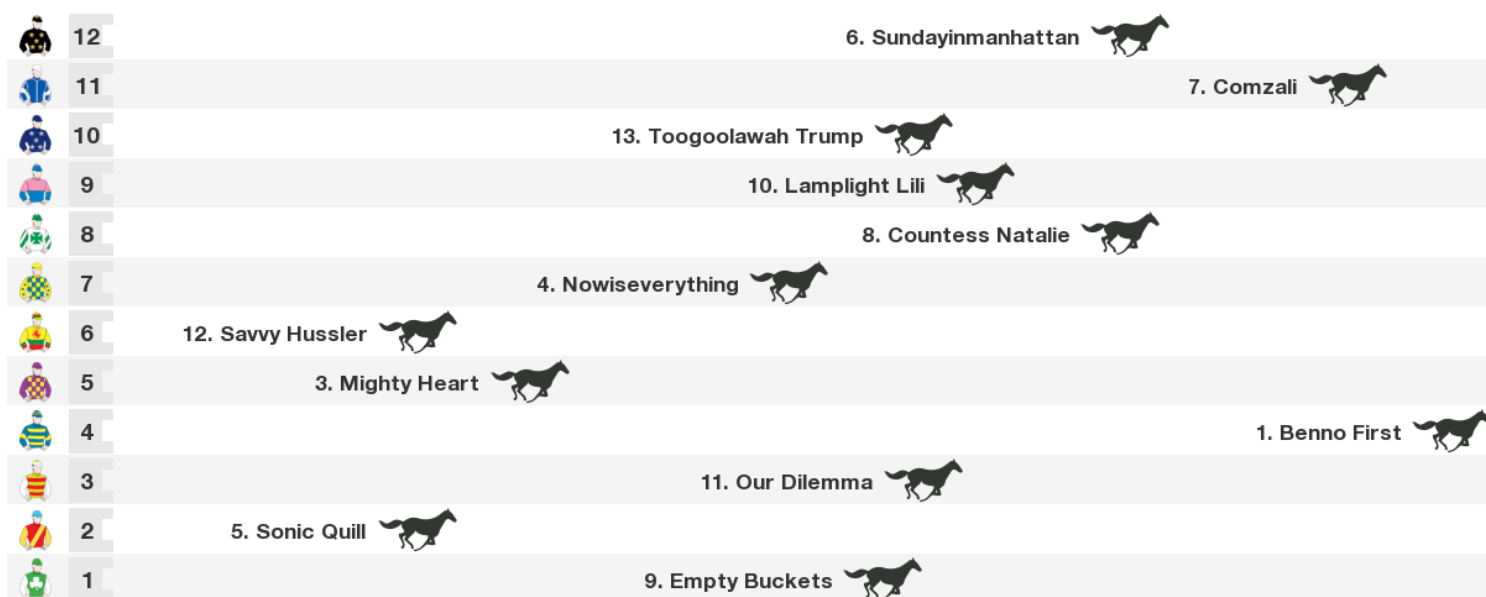 12 6. Sundayinmanhattan
11 7. Comzali
10 13. Toogoolawah Trump
9 10. Lamplight Lili
8 8. Countess Natalie
7 4. Nowiseverything
6 12. Savvy Hussler
5 3. Mighty Heart
4 1. Benno First
3 11. Our Dilemma
2 5. Sonic Quill
1 9. Empty Buckets